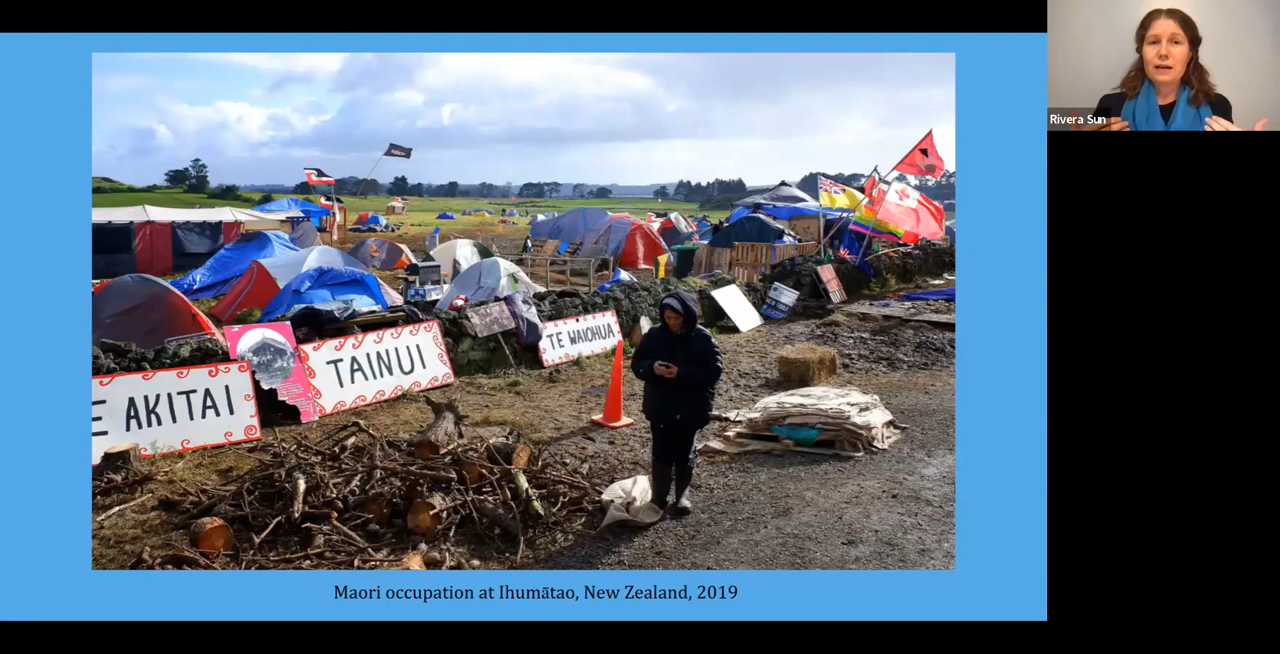 Rivera Sun
E AKITAI
TAINUI
TE WAIOHUA
Maori occupation at Ihumātao, New Zealand, 2019